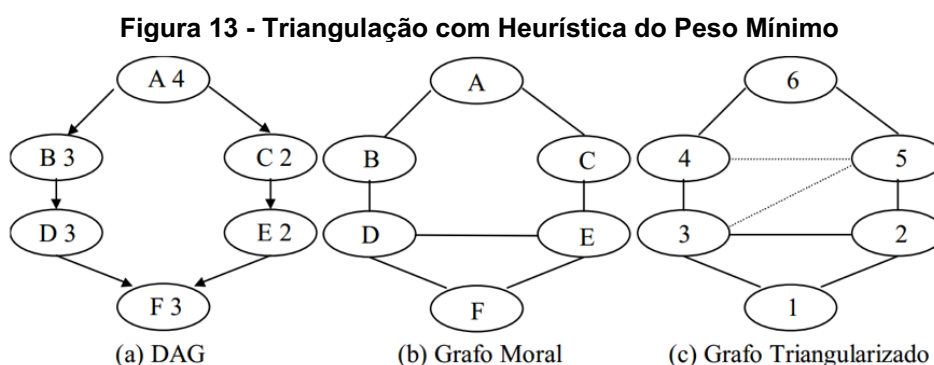 Figura 13 - Triangulação com Heurística do Peso Mínimo
A 4
A
6
B 3
C 2
B
C
4
5
D 3
E 2
D
E
3
2
F 3
F
1
(a) DAG
(b) Grafo Moral
(c) Grafo Triangularizado